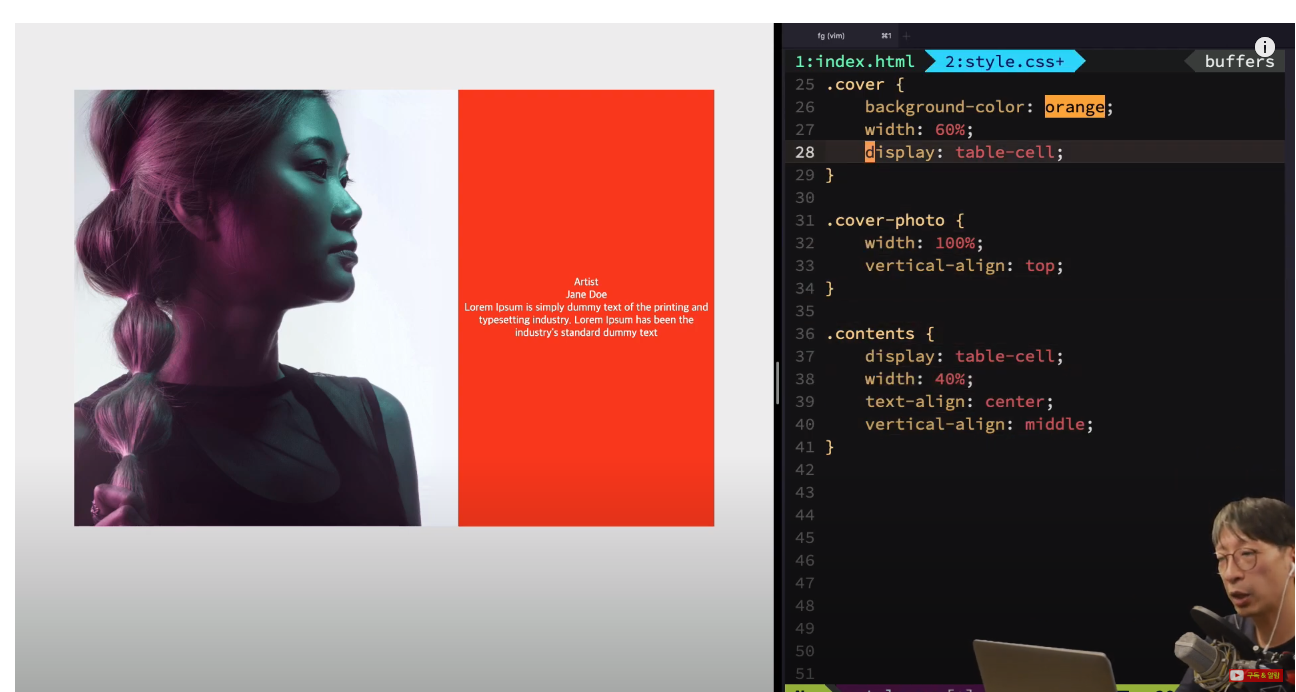 fg (vim) ⌘1 +
1:index.html 2:style.css+ buffers
Artist
Jane Doe
Lorem Ipsum is simply dummy text of the printing and
typesetting industry. Lorem Ipsum has been the
industry's standard dummy text
25 .cover {
26 background-color: orange;
27 width: 60%;
28 display: table-cell;
29 }
30
31 .cover-photo {
32 width: 100%;
33 vertical-align: top;
34 }
35
36 .contents {
37 display: table-cell;
38 width: 40%;
39 text-align: center;
40 vertical-align: middle;
41 }
42
43
44
45
46
47
48
49
50
51
구독 & 알림